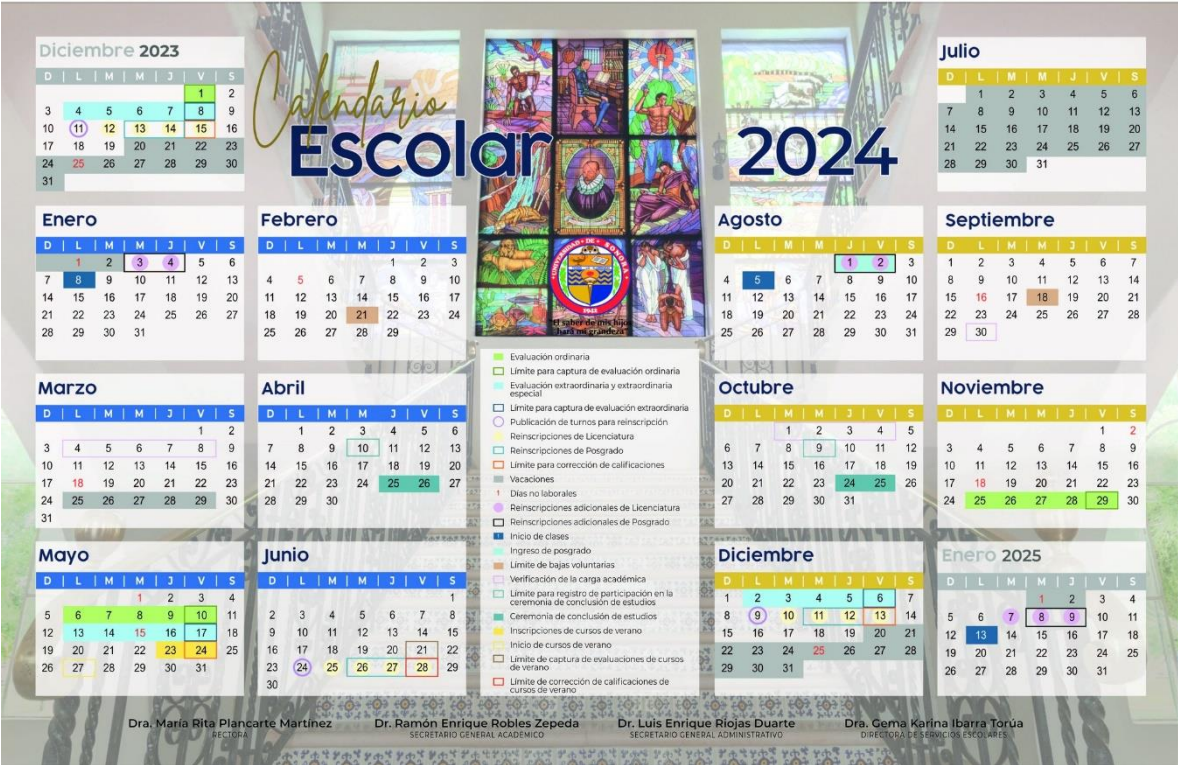 Calendario
Escolar 2024
UNIVERSIDAD DE SONORA
1942
"El saber de mis hijos
hará mi grandeza"
Diciembre 2023
D | L | M | M | J | V | S
1 2
3 4 5 6 7 8 9
10 11 12 13 14 15 16
17 18 19 20 21 22 23
24 25 26 27 28 29 30
31
Enero
D | L | M | M | J | V | S
1 2 3 4 5 6
7 8 9 10 11 12 13
14 15 16 17 18 19 20
21 22 23 24 25 26 27
28 29 30 31
Febrero
D | L | M | M | J | V | S
1 2 3
4 5 6 7 8 9 10
11 12 13 14 15 16 17
18 19 20 21 22 23 24
25 26 27 28 29
Marzo
D | L | M | M | J | V | S
1 2
3 4 5 6 7 8 9
10 11 12 13 14 15 16
17 18 19 20 21 22 23
24 25 26 27 28 29 30
31
Abril
D | L | M | M J | V | S
1 2 3 4 5 6
7 8 9 10 11 12 13
14 15 16 17 18 19 20
21 22 23 24 25 26 27
28 29 30
Mayo
D | L | M | M | J | V | S
1 2 3 4
5 6 7 8 9 10 11
12 13 14 15 16 17 18
19 20 21 22 23 24 25
26 27 28 29 30 31
Junio
D | L | M | M | J | V | S
1
2 3 4 5 6 7 8
9 10 11 12 13 14 15
16 17 18 19 20 21 22
23 24 25 26 27 28 29
30
Evaluación ordinaria
Límite para captura de evaluación ordinaria
Evaluación extraordinaria y extraordinaria
especial
Límite para captura de evaluación extraordinaria
Publicación de turnos para reinscripción
Reinscripciones de Licenciatura
Reinscripciones de Posgrado
Límite para corrección de calificaciones
Vacaciones
1 Días no laborales
Reinscripciones adicionales de Licenciatura
Reinscripciones adicionales de Posgrado
1 Inicio de clases
Ingreso de posgrado
Límite de bajas voluntarias
Verificación de la carga académica
Límite para registro de participación en la
ceremonia de conclusión de estudios
Ceremonia de conclusión de estudios
Inscripciones de cursos de verano
Inicio de cursos de verano
Límite de captura de evaluaciones de cursos
de verano
Límite de corrección de calificaciones de
cursos de verano
Julio
D | L | M | M | J | V | S
1 2 3 4 5 6
7 8 9 10 11 12 13
14 15 16 17 18 19 20
21 22 23 24 25 26 27
28 29 30 31
Agosto
D | L | M | M | J | V | S
1 2 3
4 5 6 7 8 9 10
11 12 13 14 15 16 17
18 19 20 21 22 23 24
25 26 27 28 29 30 31
Septiembre
D | L | M | M | J | V | S
1 2 3 4 5 6 7
8 9 10 11 12 13 14
15 16 17 18 19 20 21
22 23 24 25 26 27 28
29 30
Octubre
D | L | M | M | J | V | S
1 2 3 4 5
6 7 8 9 10 11 12
13 14 15 16 17 18 19
20 21 22 23 24 25 26
27 28 29 30 31
Noviembre
D | L | M | M | J | V | S
1 2
3 4 5 6 7 8 9
10 11 12 13 14 15 16
17 18 19 20 21 22 23
24 25 26 27 28 29 30
Diciembre
D | L | M | M | J | V | S
1 2 3 4 5 6 7
8 9 10 11 12 13 14
15 16 17 18 19 20 21
22 23 24 25 26 27 28
29 30 31
Enero 2025
D | L | M | M | J | V | S
1 2 3 4
5 6 7 8 9 10 11
12 13 14 15 16 17 18
19 20 21 22 23 24 25
26 27 28 29 30 31
Dra. María Rita Plancarte Martínez
RECTORA
Dr. Ramón Enrique Robles Zepeda
SECRETARIO GENERAL ACADÉMICO
Dr. Luis Enrique Riojas Duarte
SECRETARIO GENERAL ADMINISTRATIVO
Dra. Gema Karina Ibarra Torúa
DIRECTORA DE SERVICIOS ESCOLARES